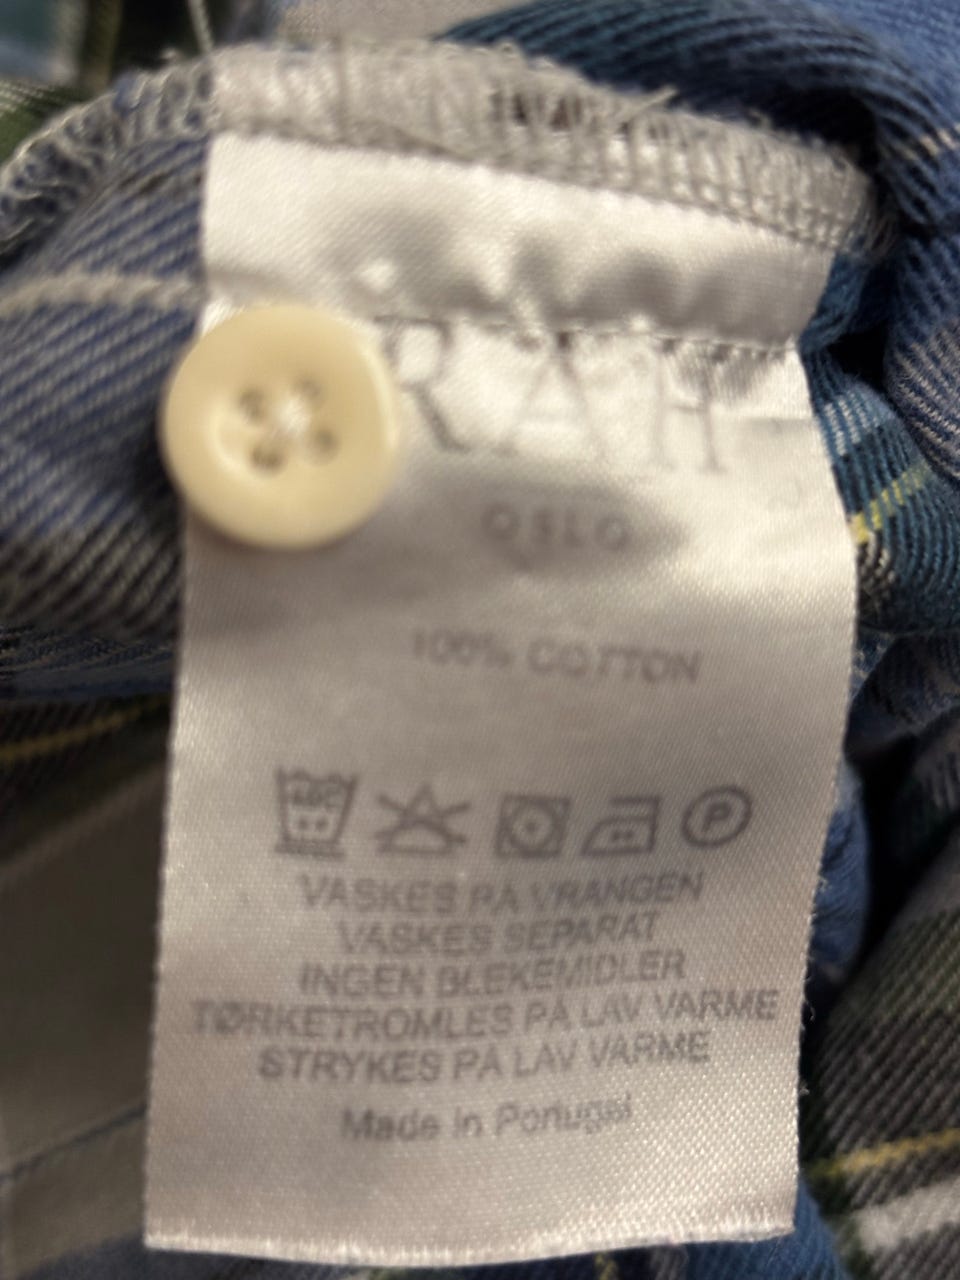 RAH
OSLO
100% COTTON
P
VASKES PÅ VRANGEN
VASKES SEPARAT
INGEN BLEKEMIDLER
TØRKETROMLES PÅ LAV VARME
STRYKES PÅ LAV VARME
Made in Portugal